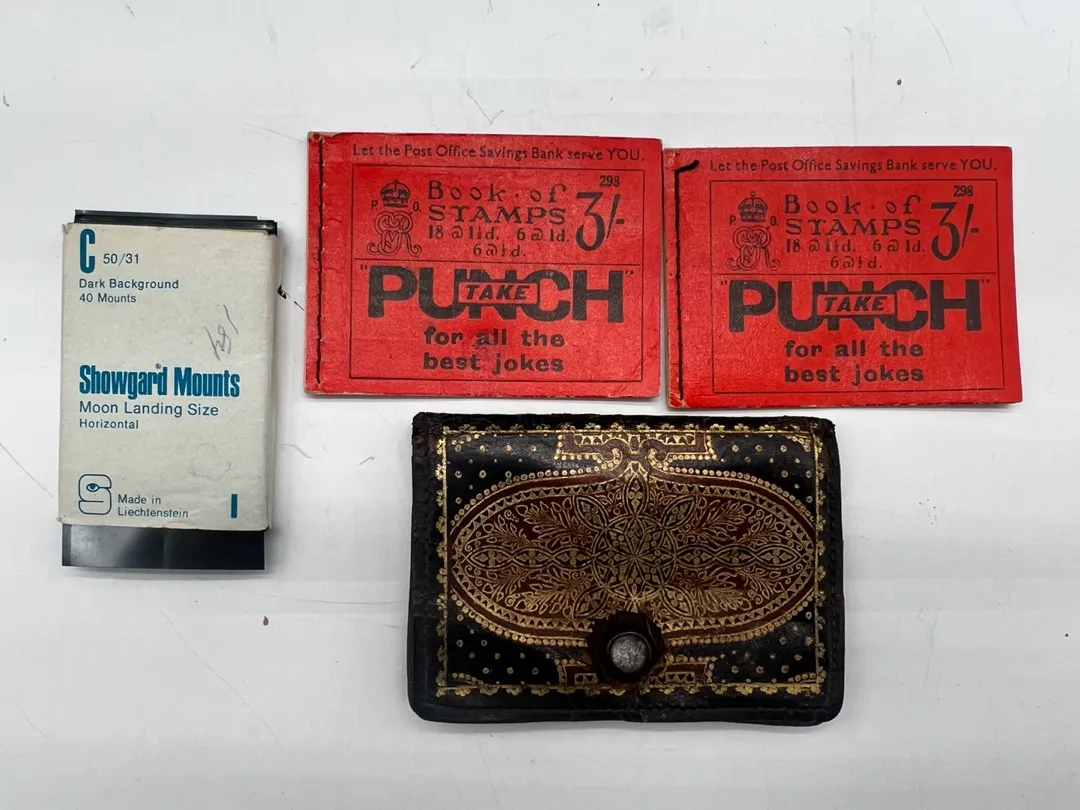 C 50/31
Dark Background
40 Mounts
Showgard Mounts
Moon Landing Size
Horizontal
S
Made in
Liechtenstein
I
Let the Post Office Savings Bank serve YOU.
P O
298
Book·of
STAMPS
3/-
18 @ 1½d, 6 @ 1d.
6 @ ½d.
TAKE
"PUNCH"
for all the
best jokes
Let the Post Office Savings Bank serve YOU.
P O
298
Book·of
STAMPS
3/-
18 @ 1½d, 6 @ 1d.
6 @ ½d.
TAKE
"PUNCH"
for all the
best jokes